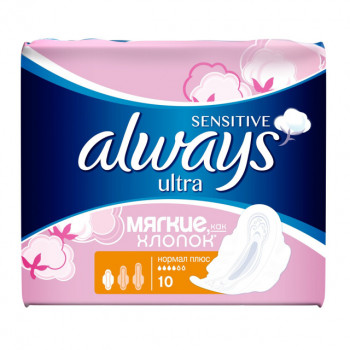 SENSITIVE
always
ultra
МЯГКИЕ, как
ХЛОПОК
нормал плюс
10